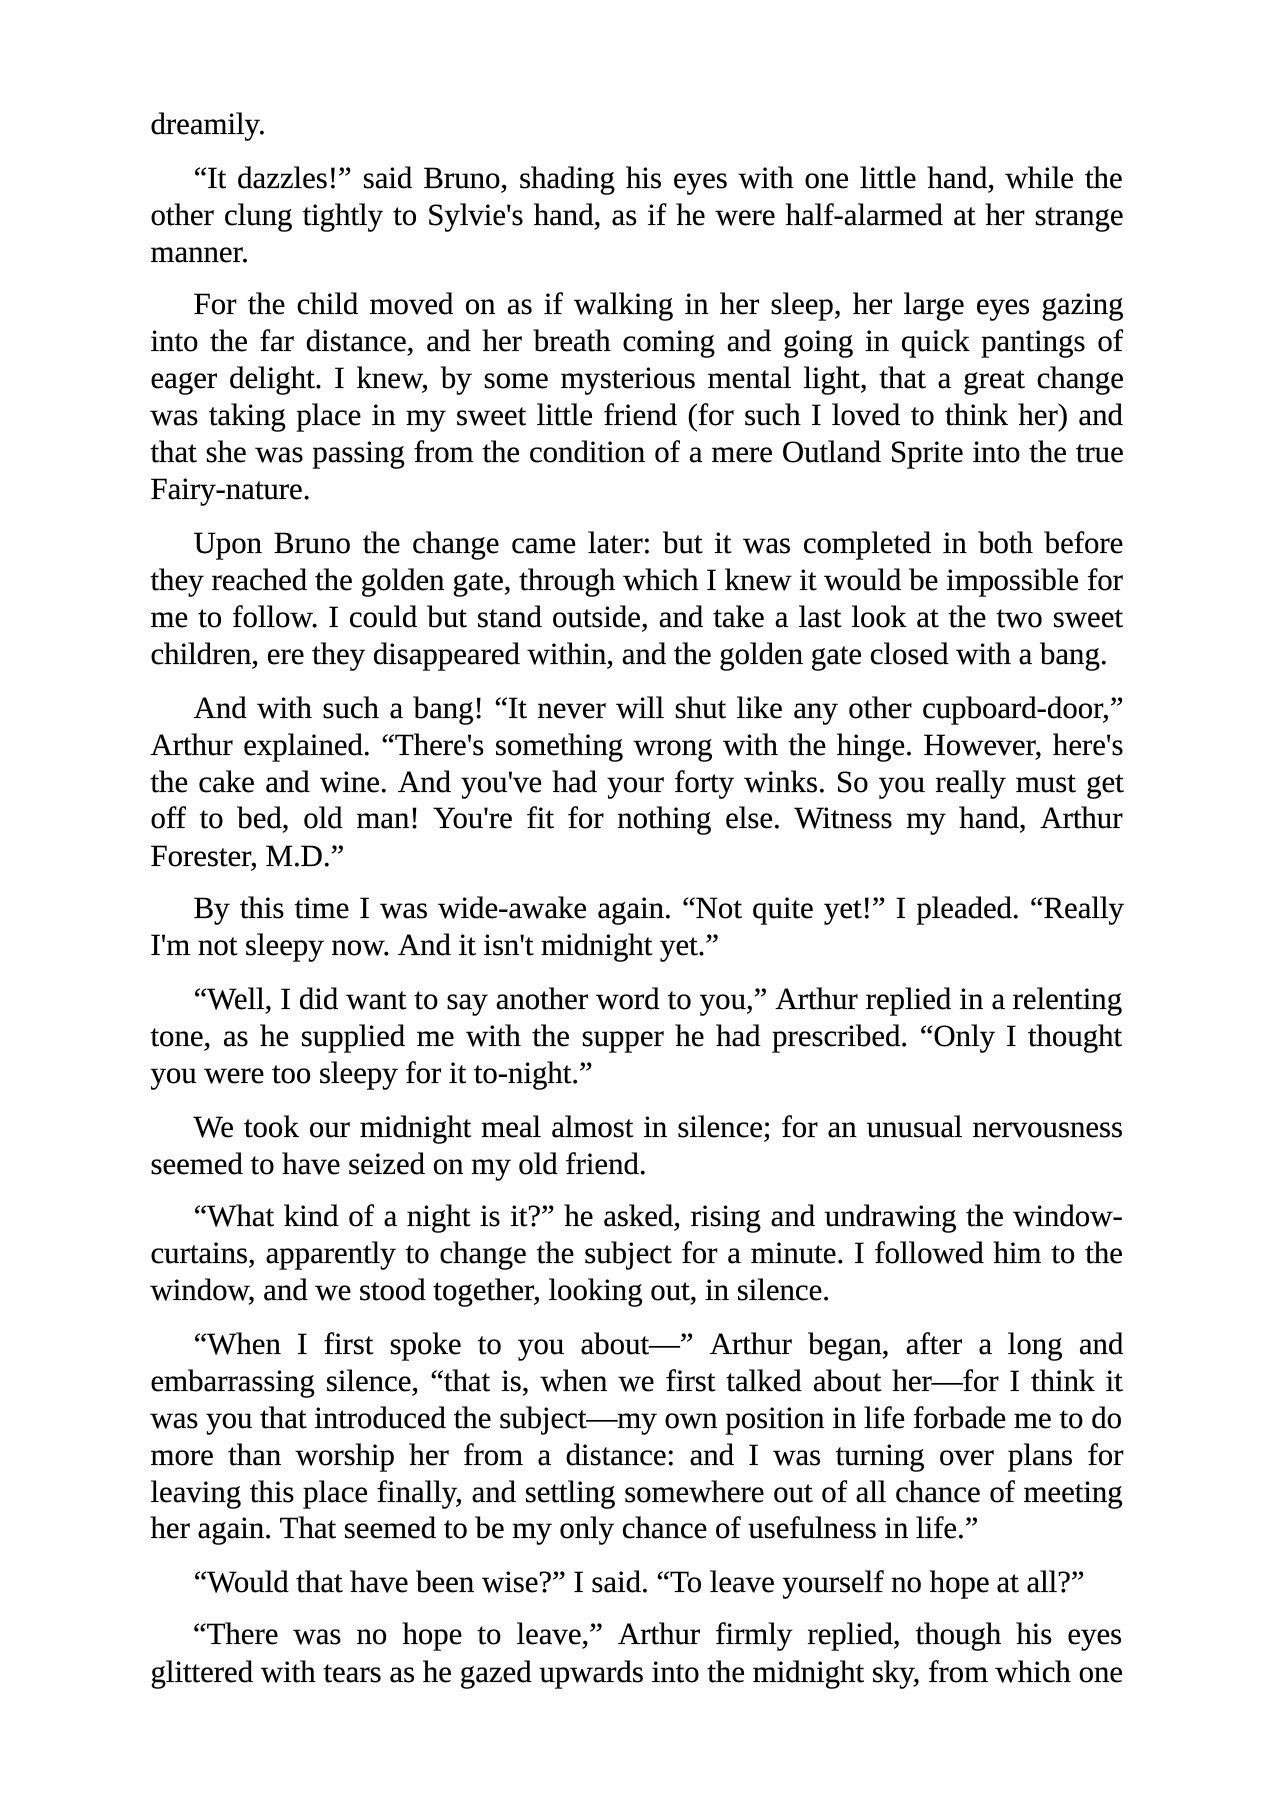 dreamily.
“It dazzles!” said Bruno, shading his eyes with one little hand, while the
other clung tightly to Sylvie's hand, as if he were half-alarmed at her strange
manner.
For the child moved on as if walking in her sleep, her large eyes gazing
into the far distance, and her breath coming and going in quick pantings of
eager delight. I knew, by some mysterious mental light, that a great change
was taking place in my sweet little friend (for such I loved to think her) and
that she was passing from the condition of a mere Outland Sprite into the true
Fairy-nature.
Upon Bruno the change came later: but it was completed in both before
they reached the golden gate, through which I knew it would be impossible for
me to follow. I could but stand outside, and take a last look at the two sweet
children, ere they disappeared within, and the golden gate closed with a bang.
And with such a bang! “It never will shut like any other cupboard-door,”
Arthur explained. “There's something wrong with the hinge. However, here's
the cake and wine. And you've had your forty winks. So you really must get
off to bed, old man! You're fit for nothing else. Witness my hand, Arthur
Forester, M.D.”
By this time I was wide-awake again. “Not quite yet!” I pleaded. “Really
I'm not sleepy now. And it isn't midnight yet.”
“Well, I did want to say another word to you,” Arthur replied in a relenting
tone, as he supplied me with the supper he had prescribed. “Only I thought
you were too sleepy for it to-night.”
We took our midnight meal almost in silence; for an unusual nervousness
seemed to have seized on my old friend.
“What kind of a night is it?” he asked, rising and undrawing the window-
curtains, apparently to change the subject for a minute. I followed him to the
window, and we stood together, looking out, in silence.
“When I first spoke to you about—” Arthur began, after a long and
embarrassing silence, “that is, when we first talked about her—for I think it
was you that introduced the subject—my own position in life forbade me to do
more than worship her from a distance: and I was turning over plans for
leaving this place finally, and settling somewhere out of all chance of meeting
her again. That seemed to be my only chance of usefulness in life.”
“Would that have been wise?” I said. “To leave yourself no hope at all?”
“There was no hope to leave,” Arthur firmly replied, though his eyes
glittered with tears as he gazed upwards into the midnight sky, from which one